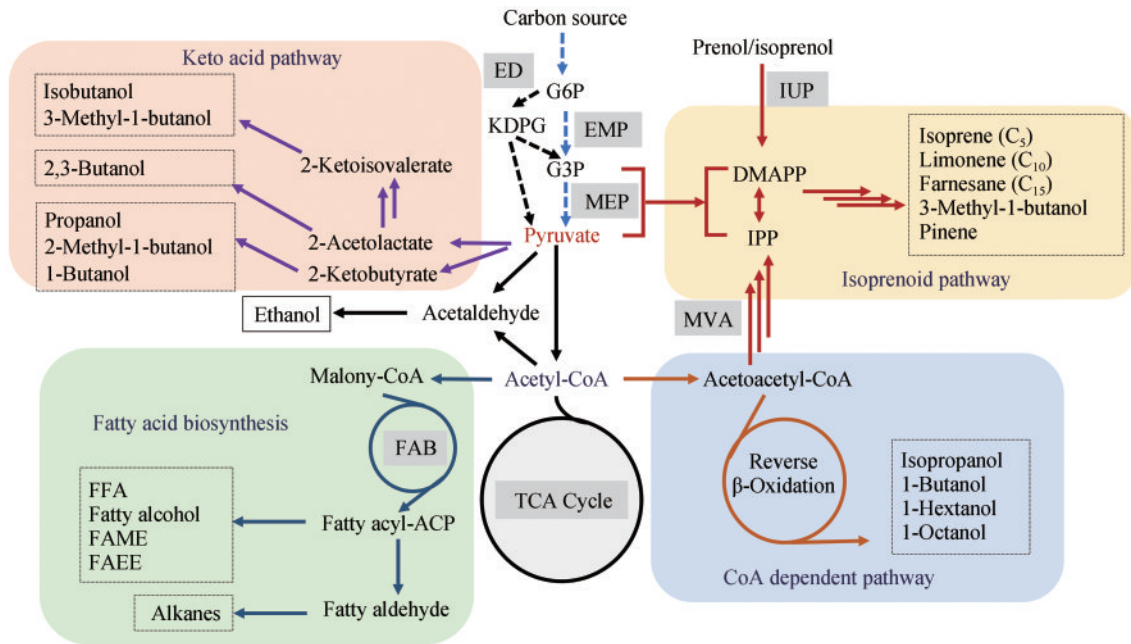 Carbon source
Keto acid pathway
ED
G6P
KDPG
EMP
G3P
MEP
Pyruvate
Isobutanol
3-Methyl-1-butanol
2,3-Butanol
Propanol
2-Methyl-1-butanol
1-Butanol
2-Ketoisovalerate
2-Acetolactate
2-Ketobutyrate
Ethanol
Acetaldehyde
Prenol/isoprenol
IUP
DMAPP
IPP
Isoprene (C₅)
Limonene (C₁₀)
Farnesane (C₁₅)
3-Methyl-1-butanol
Pinene
Isoprenoid pathway
MVA
Malony-CoA
Acetyl-CoA
Acetoacetyl-CoA
Fatty acid biosynthesis
FAB
FFA
Fatty alcohol
FAME
FAEE
Fatty acyl-ACP
Alkanes
Fatty aldehyde
TCA Cycle
Reverse
β-Oxidation
Isopropanol
1-Butanol
1-Hextanol
1-Octanol
CoA dependent pathway